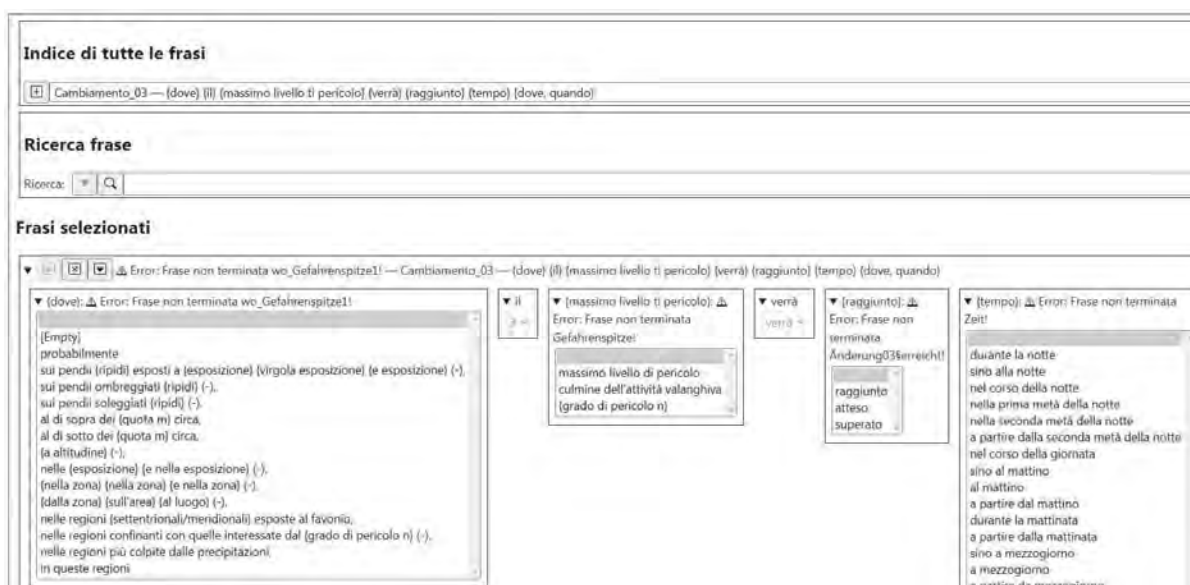 Indice di tutte le frasi
Cambiamento_03 — {dove} {il} {massimo livello ti pericolo} {verrà} {raggiunto} {tempo} {dove, quando}
Ricerca frase
Ricerca:
Frasi selezionati
Error: Frase non terminata wo_Gefahrenspitze1! — Cambiamento_03 — {dove} {il} {massimo livello ti pericolo} {verrà} {raggiunto} {tempo} {dove, quando}
{dove}: Error: Frase non terminata wo_Gefahrenspitze1!
[Empty]
probabilmente
sui pendii {ripidi} esposti a {esposizione} {virgola esposizione} {e esposizione} {-},
sui pendii ombreggiati {ripidi} {-},
sui pendii soleggiati {ripidi} {-},
al di sopra dei {quota m} circa,
al di sotto dei {quota m} circa,
{a altitudine} {-},
nelle {esposizione} {e nella esposizione} {-},
{nella zona} {nella zona} {e nella zona} {-},
{dalla zona} {sull'area} {al luogo} {-},
nelle regioni {settentrionali/meridionali} esposte al favonio,
nelle regioni confinanti con quelle interessate dal {grado di pericolo n} {-},
nelle regioni più colpite dalle precipitazioni
in queste regioni
il
{massimo livello ti pericolo}:
Error: Frase non terminata
Gefahrenspitze!
massimo livello di pericolo
culmine dell'attività valanghiva
{grado di pericolo n}
verrà
verrà
{raggiunto}:
Error: Frase non
terminata
Änderung03§erreicht!
raggiunto
atteso
superato
{tempo}: Error: Frase non terminata
Zeit!
durante la notte
sino alla notte
nel corso della notte
nella prima metà della notte
nella seconda metà della notte
a partire dalla seconda metà della notte
nel corso della giornata
sino al mattino
al mattino
a partire dal mattino
durante la mattinata
a partire dalla mattinata
sino a mezzogiorno
a mezzogiorno
a partire da mezzogiorno